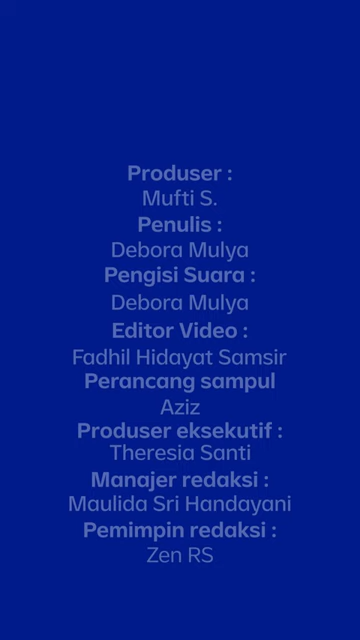 Produser :
Mufti S.
Penulis :
Debora Mulya
Pengisi Suara :
Debora Mulya
Editor Video :
Fadhil Hidayat Samsir
Perancang sampul
Aziz
Produser eksekutif :
Theresia Santi
Manajer redaksi :
Maulida Sri Handayani
Pemimpin redaksi :
Zen RS